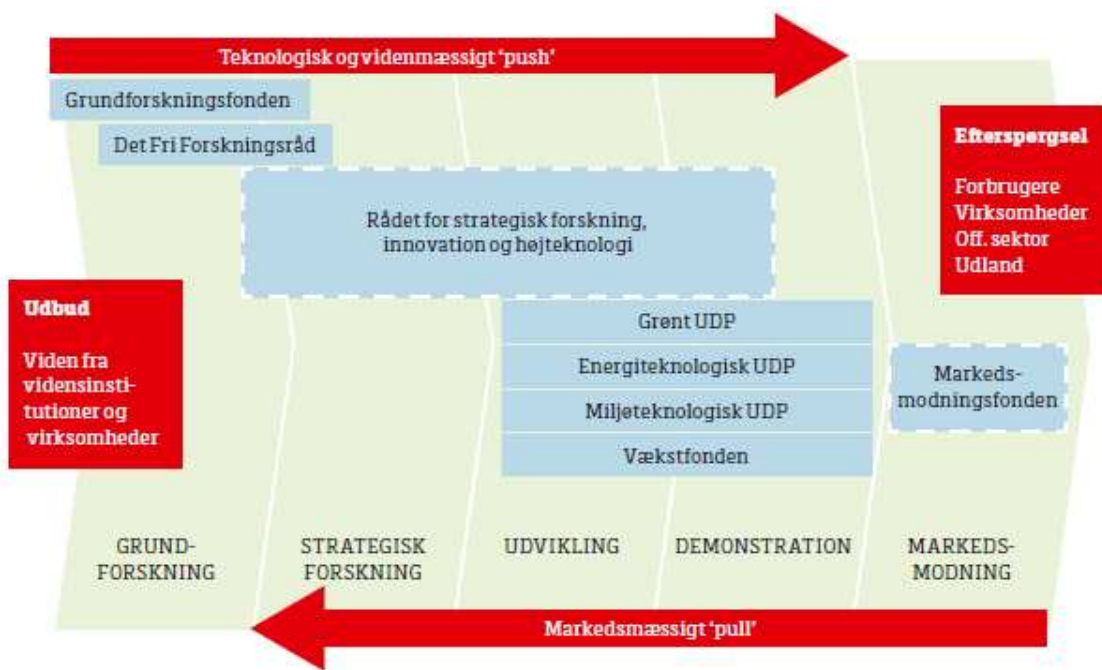 Teknologisk og videnmæssigt ‘push’
Grundforskningsfonden
Det Fri Forskningsråd
Rådet for strategisk forskning,
innovation og højteknologi
Efterspørgsel
Forbrugere
Virksomheder
Off. sektor
Udland
Udbud
Viden fra
vidensinsti-
tutioner og
virksomheder
Grønt UDP
Energiteknologisk UDP
Miljøteknologisk UDP
Vækstfonden
Markeds-
modningsfonden
GRUND-
FORSKNING
STRATEGISK
FORSKNING
UDVIKLING
DEMONSTRATION
MARKEDS-
MODNING
Markedsmæssigt ‘pull’